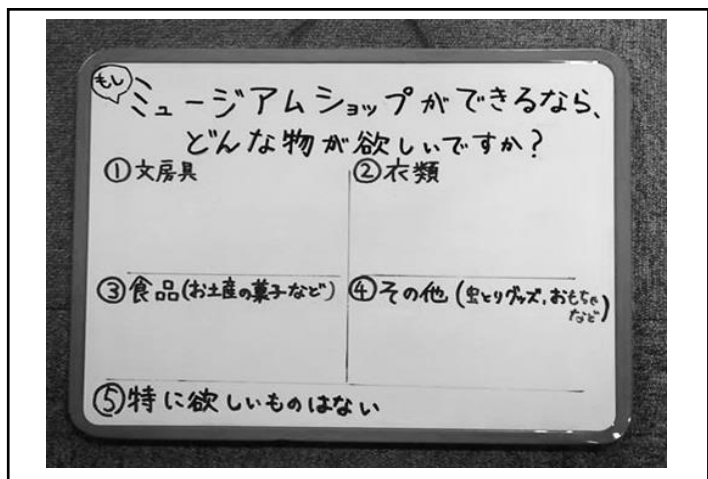 もし
ミュージアムショップができるなら、
どんな物が欲しいですか?
①文房具
②衣類
③食品(お土産の菓子など)
④その他(虫とりグッズ、おもちゃ
など)
⑤特に欲しいものはない